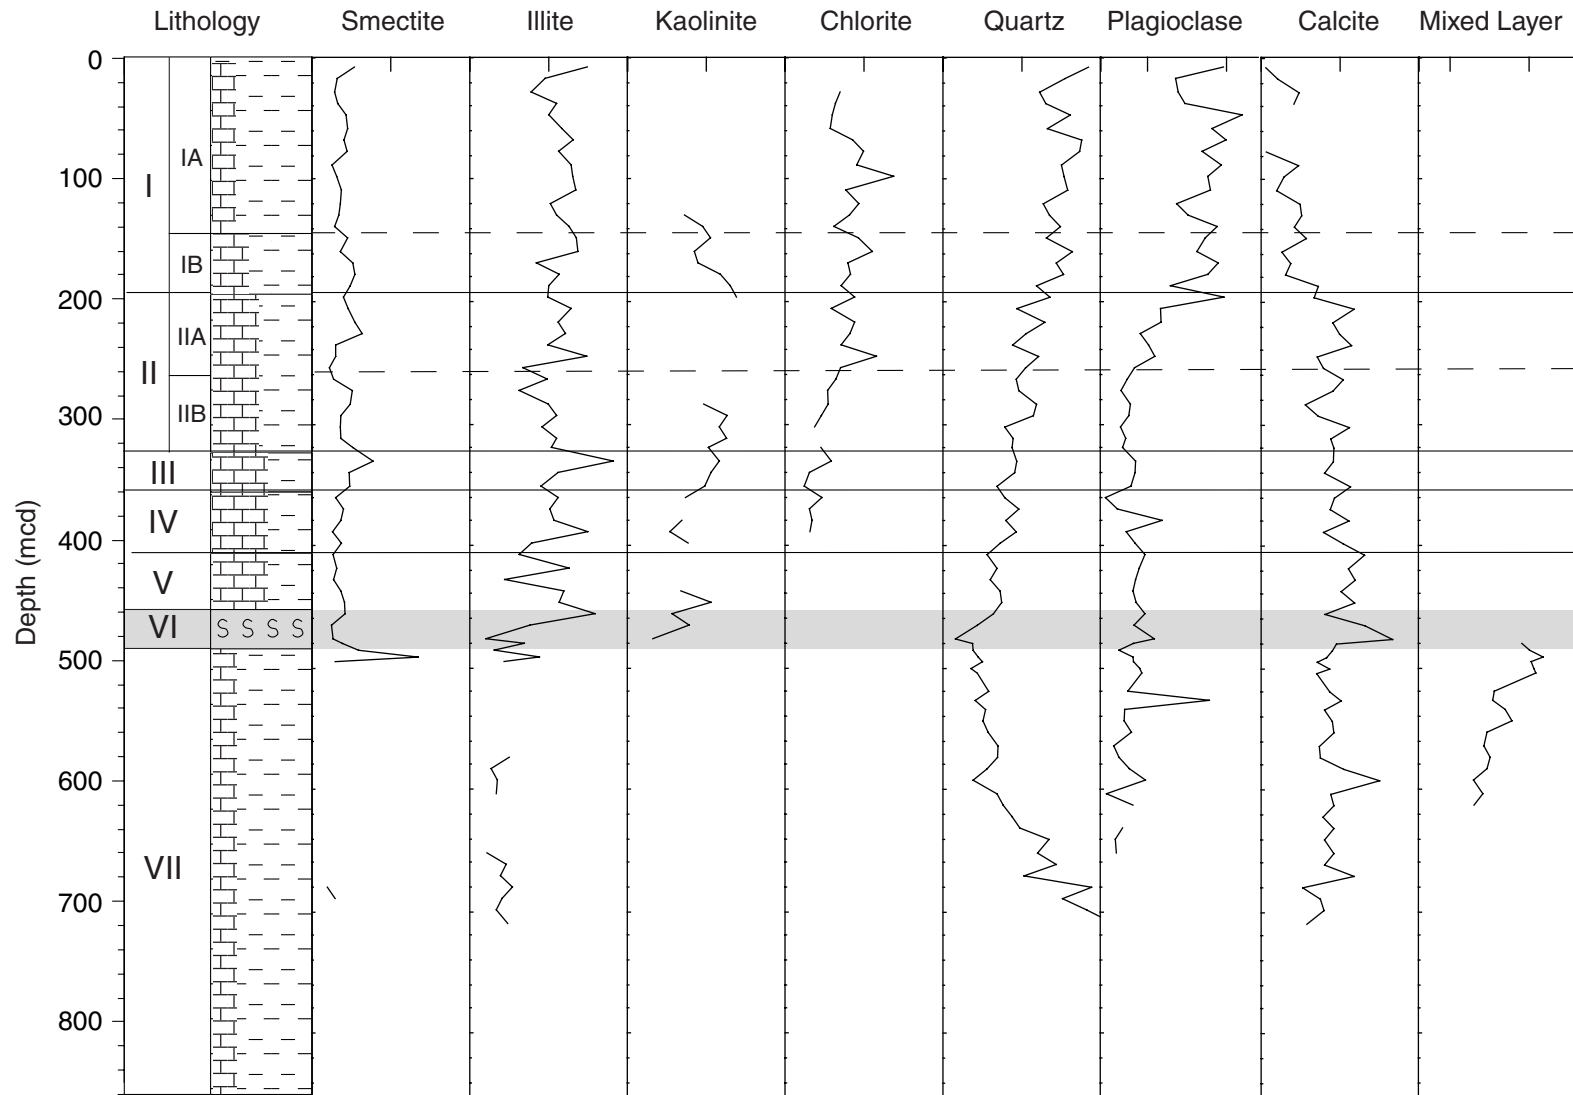 Lithology Smectite Illite Kaolinite Chlorite Quartz Plagioclase Calcite Mixed Layer
0
IA
100
I
IB
200
IIA
II
300
IIB
III
Depth (mcd)
IV
400
V
VI S S S S
500
600
VII
700
800